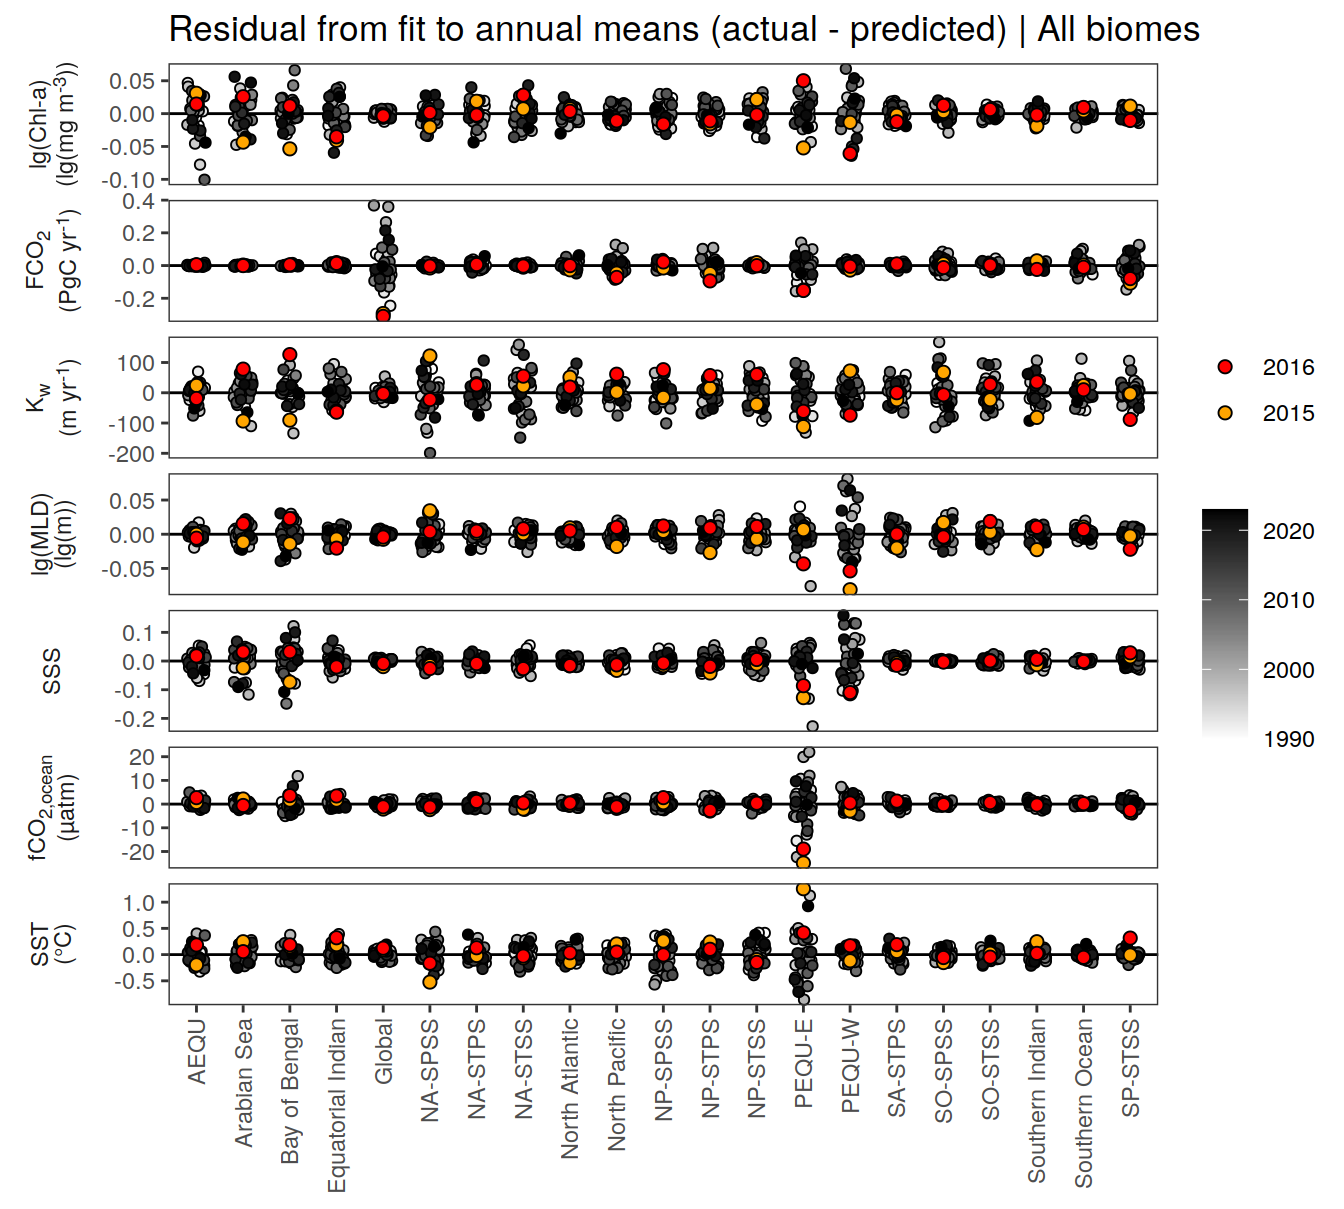 Residual from fit to annual means (actual - predicted) | All biomes
lg(Chl-a)
(lg(mg m⁻³))
0.05
0.00
-0.05
-0.10
FCO₂
(PgC yr⁻¹)
0.4
0.2
0.0
-0.2
K_w
(m yr⁻¹)
100
0
-100
-200
lg(MLD)
(lg(m))
0.05
0.00
-0.05
SSS
0.1
0.0
-0.1
-0.2
fCO₂,ocean
(µatm)
20
10
0
-10
-20
SST
(°C)
1.0
0.5
0.0
-0.5
AEQU
Arabian Sea
Bay of Bengal
Equatorial Indian
Global
NA-SPSS
NA-STPS
NA-STSS
North Atlantic
North Pacific
NP-SPSS
NP-STPS
NP-STSS
PEQU-E
PEQU-W
SA-STPS
SO-SPSS
SO-STSS
Southern Indian
Southern Ocean
SP-STSS
2016
2015
2020
2010
2000
1990